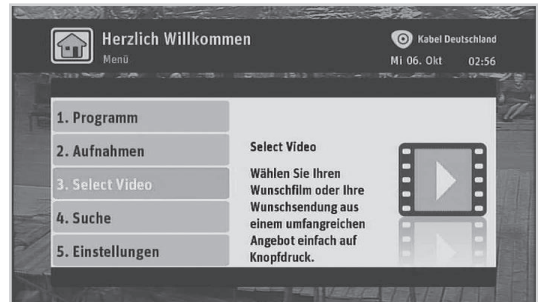 Herzlich Willkommen
Menü
Kabel Deutschland
Mi 06. Okt 02:56
1. Programm
2. Aufnahmen
3. Select Video
4. Suche
5. Einstellungen
Select Video
Wählen Sie Ihren
Wunschfilm oder Ihre
Wunschsendung aus
einem umfangreichen
Angebot einfach auf
Knopfdruck.